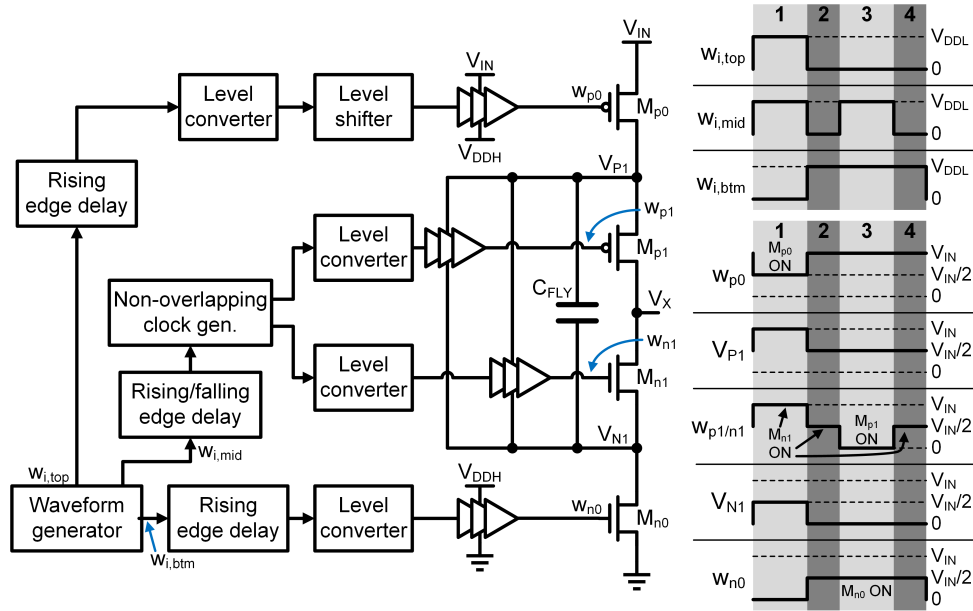 V_IN
Level converter
Level shifter
V_IN
V_DDH
w_p0
M_p0
Rising edge delay
V_P1
w_p1
Level converter
M_p1
Non-overlapping clock gen.
C_FLY
V_X
w_n1
Level converter
M_n1
Rising/falling edge delay
w_i,mid
V_N1
w_i,top
Waveform generator
w_i,btm
Rising edge delay
Level converter
V_DDH
w_n0
M_n0
1 2 3 4
w_i,top
V_DDL
0
w_i,mid
V_DDL
0
w_i,btm
V_DDL
0
1 2 3 4
w_p0
M_p0 ON
V_IN
V_IN/2
0
V_P1
V_IN
V_IN/2
0
w_p1/n1
M_n1 ON
M_p1 ON
V_IN
V_IN/2
0
V_N1
V_IN
V_IN/2
0
w_n0
M_n0 ON
V_IN
V_IN/2
0